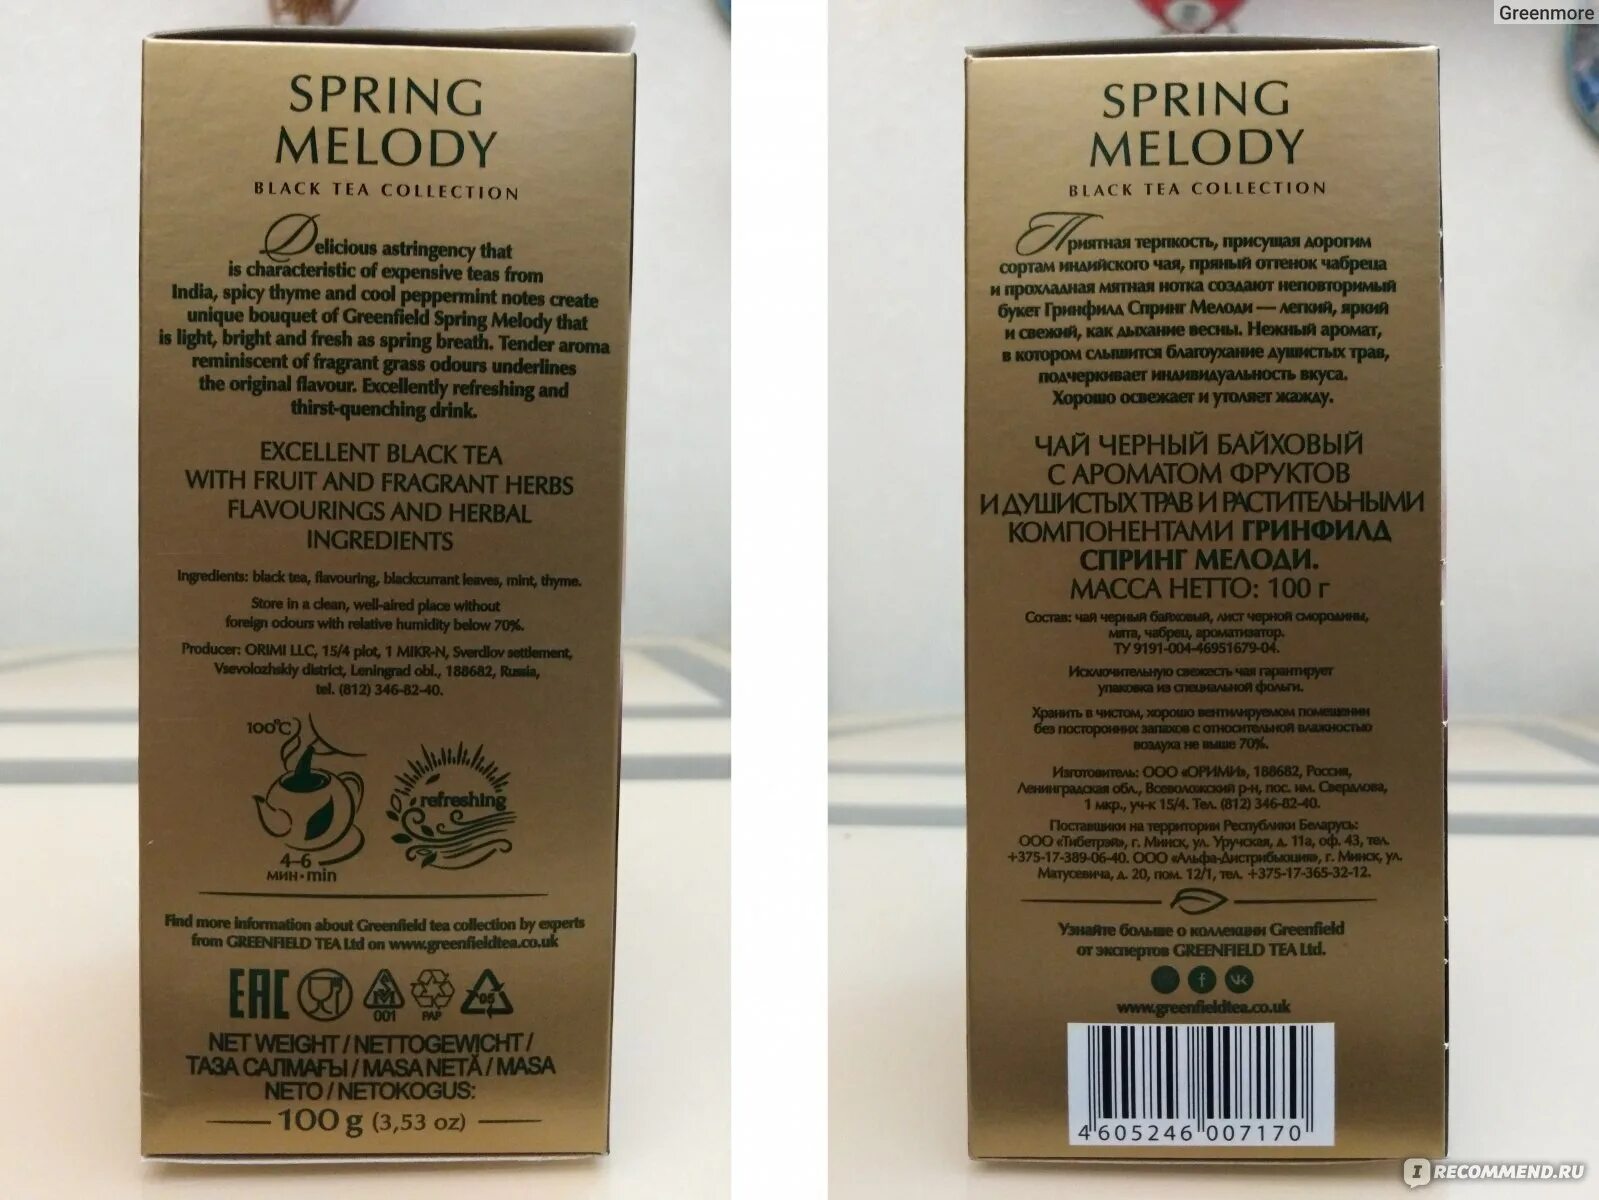 Greenmore
SPRING
MELODY
BLACK TEA COLLECTION
Delicious astringency that
is characteristic of expensive teas from
India, spicy thyme and cool peppermint notes create
unique bouquet of Greenfield Spring Melody that
is light, bright and fresh as spring breath. Tender aroma
reminiscent of fragrant grass odours underlines
the original flavour. Excellently refreshing and
thirst-quenching drink.
EXCELLENT BLACK TEA
WITH FRUIT AND FRAGRANT HERBS
FLAVOURINGS AND HERBAL
INGREDIENTS
Ingredients: black tea, flavouring, blackcurrant leaves, mint, thyme.
Store in a clean, well-aired place without
foreign odours with relative humidity below 70%.
Producer: ORIMI LLC, 15/4 plot, 1 MIKR-N, Sverdlov settlement,
Vsevolozhskiy district, Leningrad obl., 188682, Russia,
tel. (812) 346-82-40.
100°C
refreshing
4–6
мин•min
Find more information about Greenfield tea collection by experts
from GREENFIELD TEA Ltd on www.greenfieldtea.co.uk
EAC
001
PAP
05
NET WEIGHT / NETTOGEWICHT /
ТАЗА САЛМАҒЫ / MASA NETĂ / MASA
NETO / NETOKOGUS:
100 g (3,53 oz)
SPRING
MELODY
BLACK TEA COLLECTION
Приятная терпкость, присущая дорогим
сортам индийского чая, пряный оттенок чабреца
и прохладная мятная нотка создают неповторимый
букет Гринфилд Спринг Мелоди — легкий, яркий
и свежий, как дыхание весны. Нежный аромат,
в котором слышится благоухание душистых трав,
подчеркивает индивидуальность вкуса.
Хорошо освежает и утоляет жажду.
ЧАЙ ЧЕРНЫЙ БАЙХОВЫЙ
С АРОМАТОМ ФРУКТОВ
И ДУШИСТЫХ ТРАВ И РАСТИТЕЛЬНЫМИ
КОМПОНЕНТАМИ ГРИНФИЛД
СПРИНГ МЕЛОДИ.
МАССА НЕТТО: 100 г
Состав: чай черный байховый, лист черной смородины,
мята, чабрец, ароматизатор.
ТУ 9191-004-46951679-04.
Исключительную свежесть чая гарантирует
упаковка из специальной фольги.
Хранить в чистом, хорошо вентилируемом помещении
без посторонних запахов с относительной влажностью
воздуха не выше 70%.
Изготовитель: ООО «ОРИМИ», 188682, Россия,
Ленинградская обл., Всеволожский р-н, пос. им. Свердлова,
1 мкр., уч-к 15/4. Тел. (812) 346-82-40.
Поставщики на территории Республики Беларусь:
ООО «Тибетрэй», г. Минск, ул. Уручская, д. 11а, оф. 43, тел.
+375-17-389-06-40. ООО «Альфа-Дистрибьюция», г. Минск, ул.
Матусевича, д. 20, пом. 12/1, тел. +375-17-365-32-12.
Узнайте больше о коллекции Greenfield
от экспертов GREENFIELD TEA Ltd.
www.greenfieldtea.co.uk
4 605246 007170
IRECOMMEND.RU